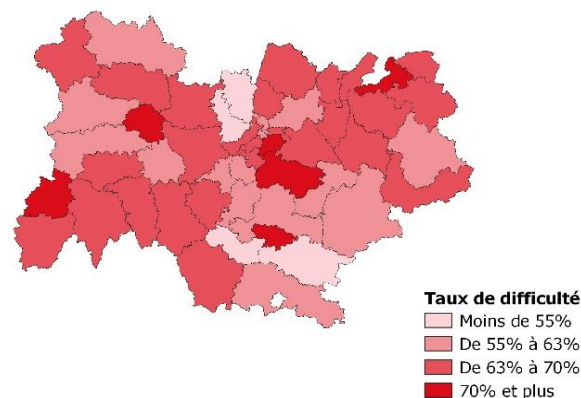 Taux de difficulté
Moins de 55%
De 55% à 63%
De 63% à 70%
70% et plus